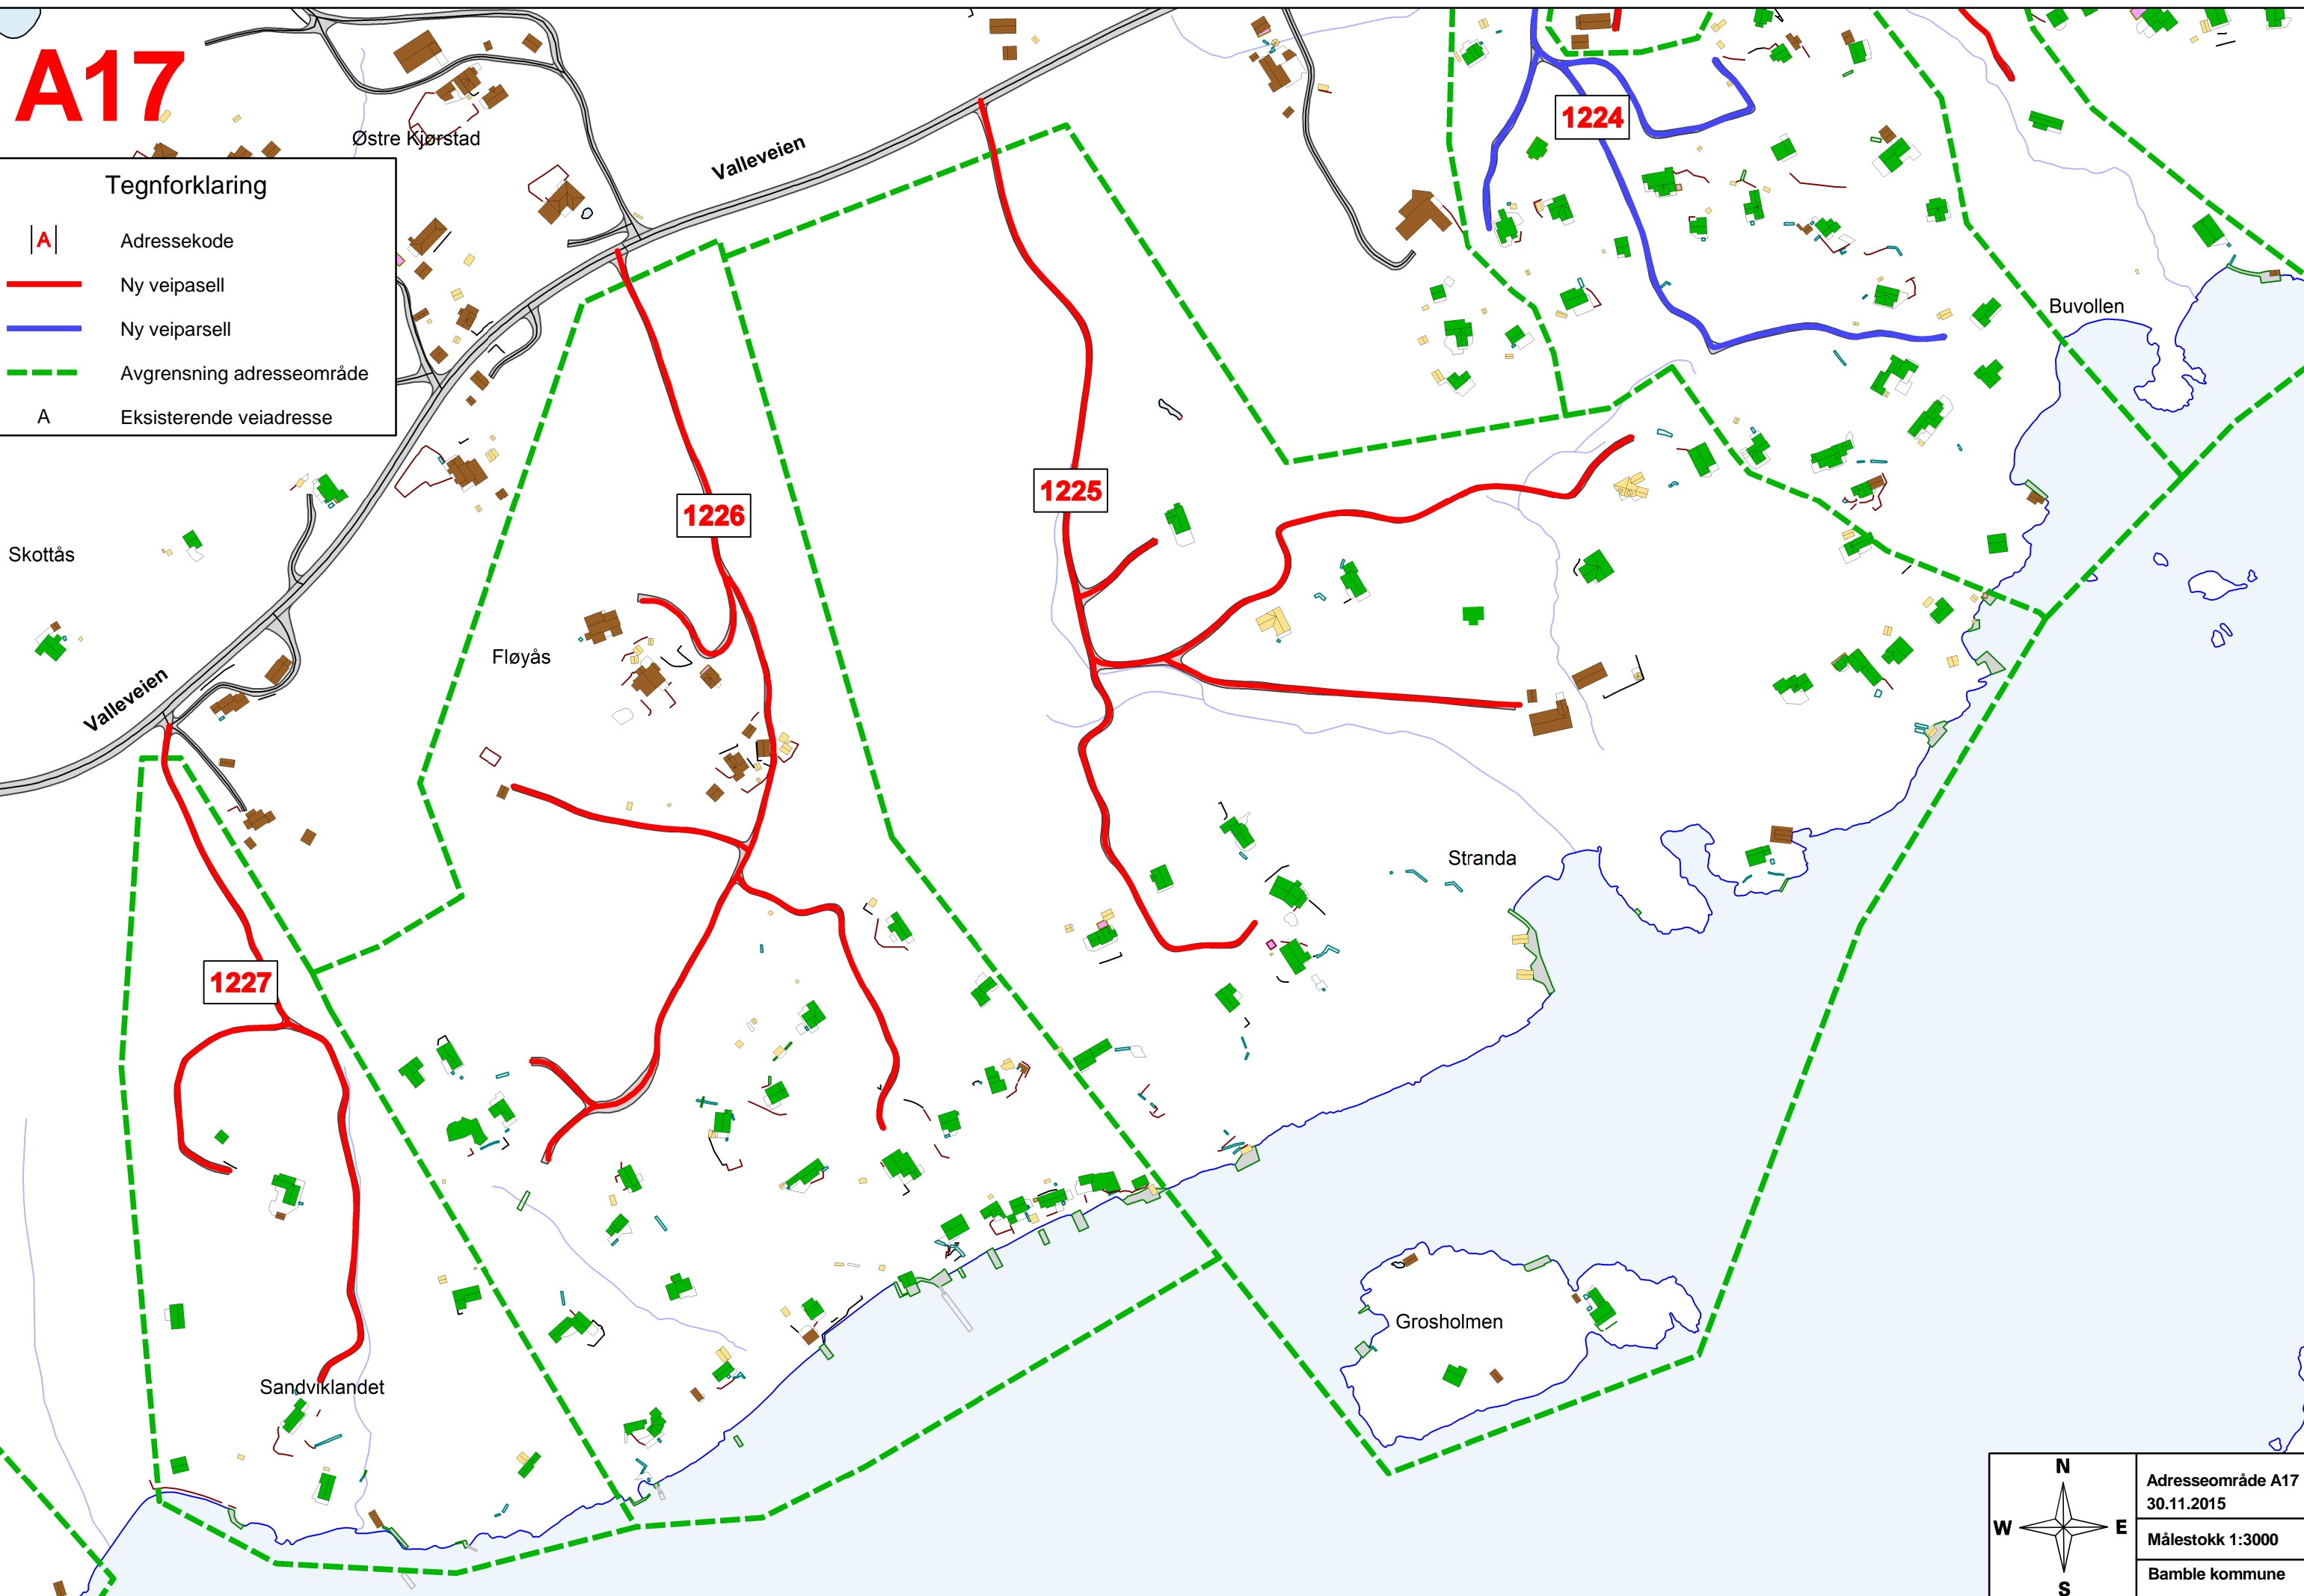 A17
Tegnforklaring
A Adressekode
Ny veipasell
Ny veiparsell
Avgrensning adresseområde
A Eksisterende veiadresse
Østre Kjørstad
Valleveien
1224
Buvollen
1225
1226
Skottås
Fløyås
Valleveien
Stranda
1227
Grosholmen
Sandviklandet
N
W E
S
Adresseområde A17
30.11.2015
Målestokk 1:3000
Bamble kommune